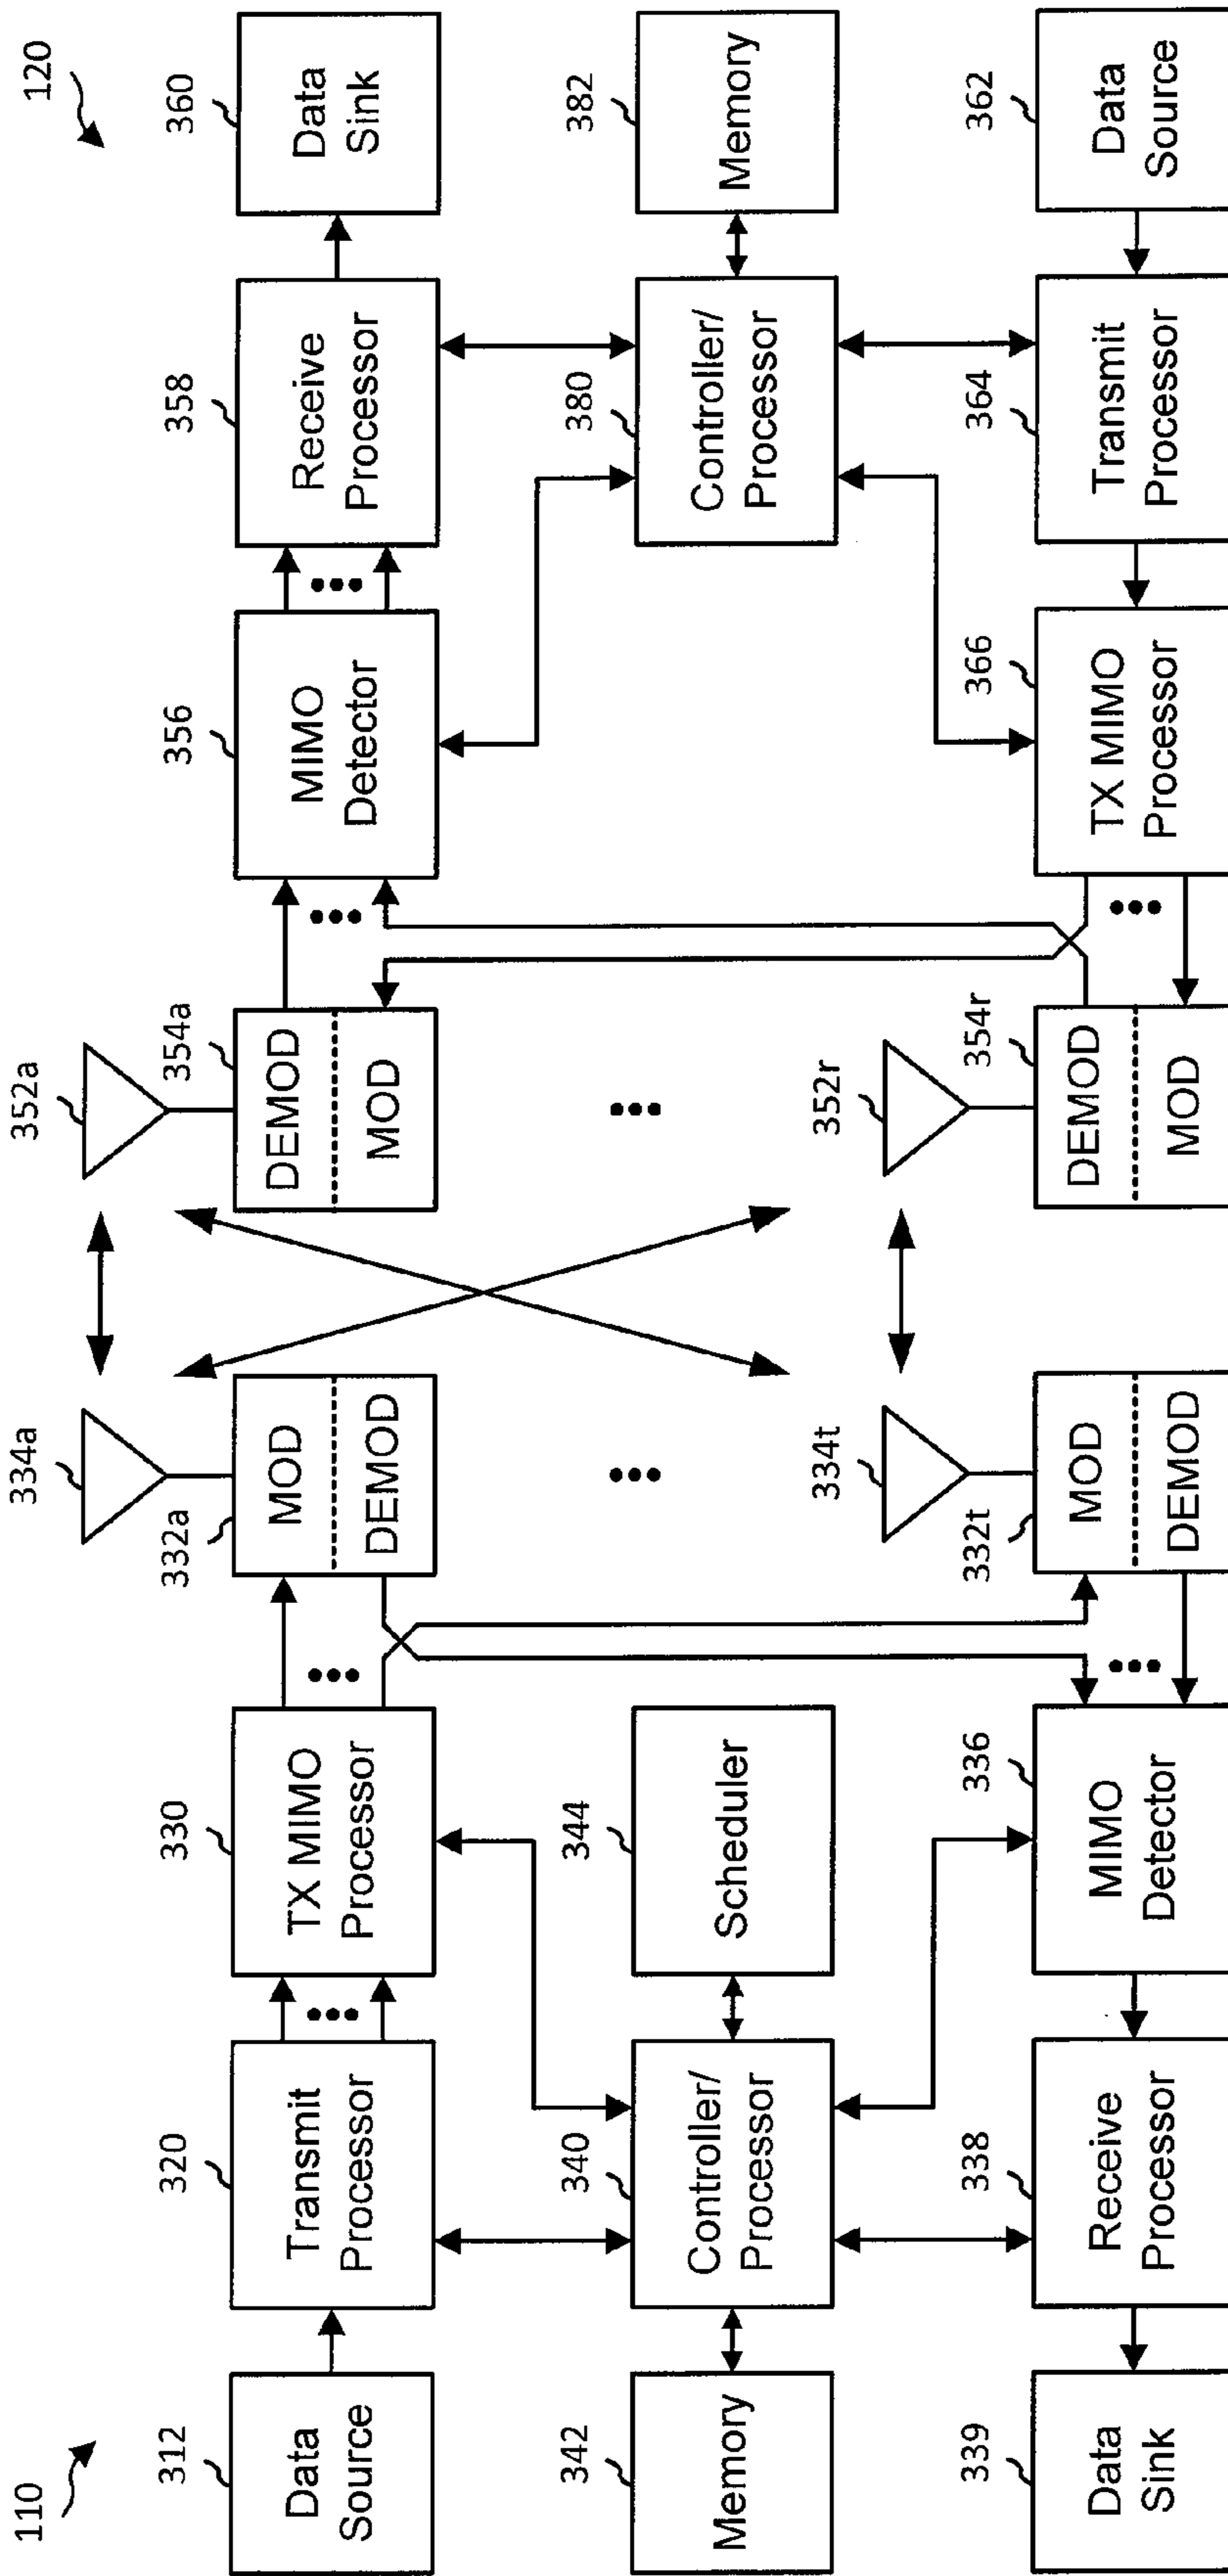 110
120
312
Data
Source
320
Transmit
Processor
330
TX MIMO
Processor
332a
MOD
DEMOD
334a
352a
354a
DEMOD
MOD
356
MIMO
Detector
358
Receive
Processor
360
Data
Sink
342
Memory
340
Controller/
Processor
344
Scheduler
380
Controller/
Processor
382
Memory
339
Data
Sink
338
Receive
Processor
336
MIMO
Detector
332t
MOD
DEMOD
334t
352r
354r
DEMOD
MOD
366
TX MIMO
Processor
364
Transmit
Processor
362
Data
Source